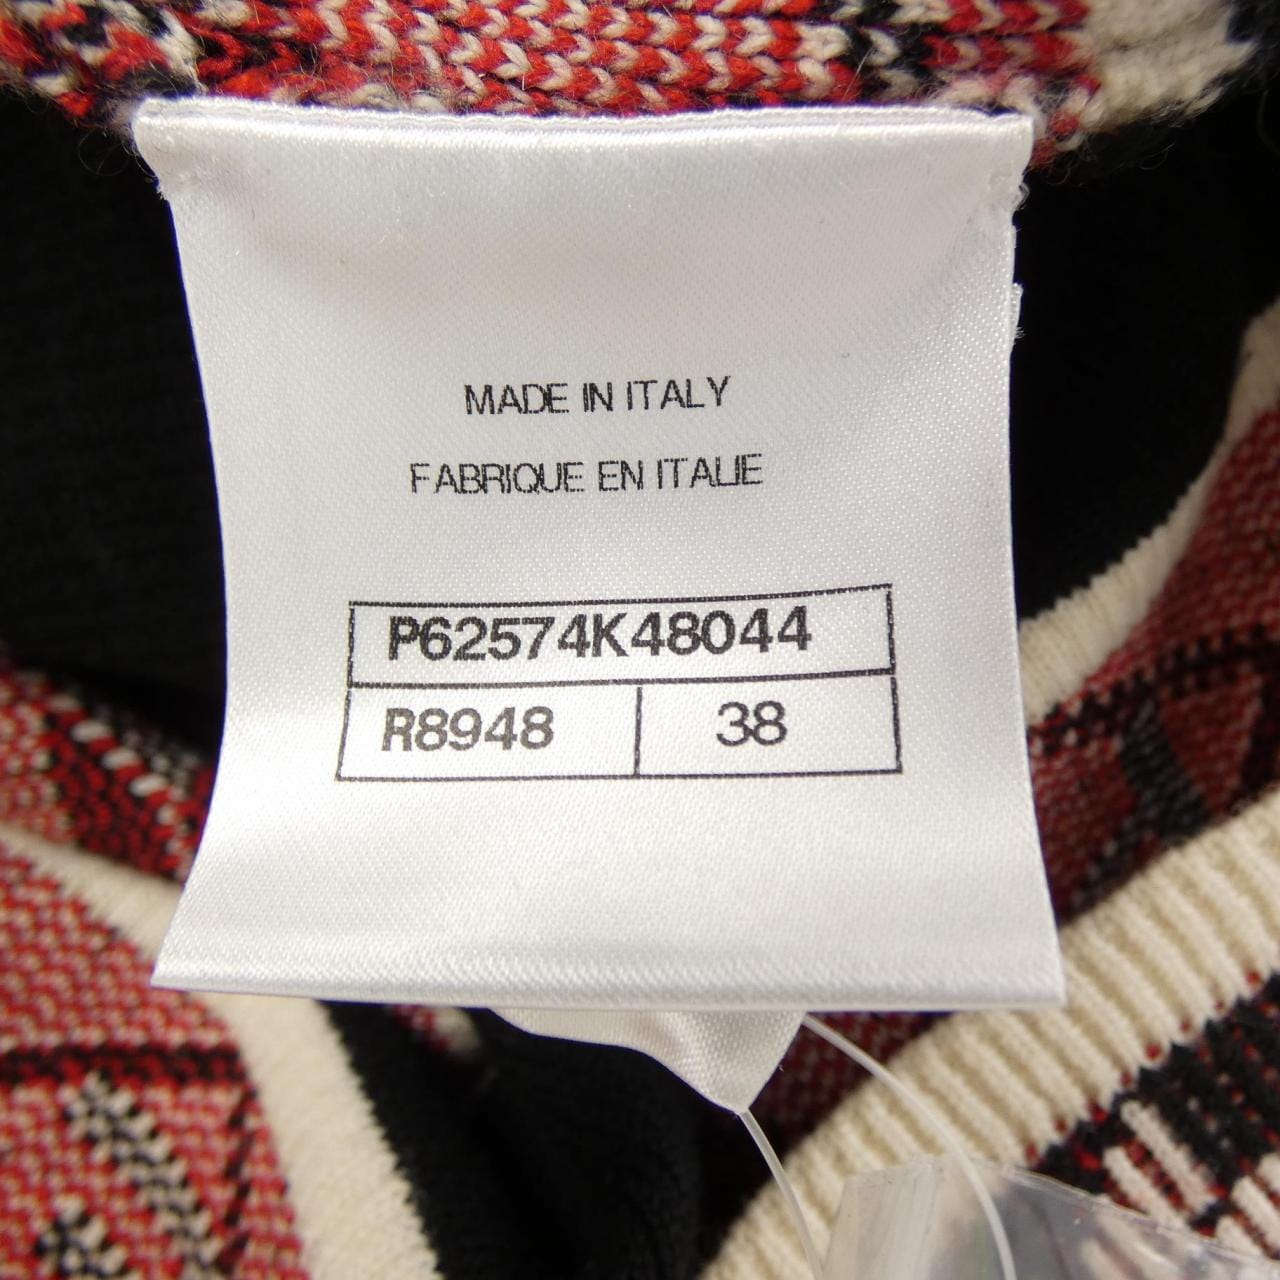 MADE IN ITALY
FABRIQUE EN ITALIE
P62574K48044
R8948 38